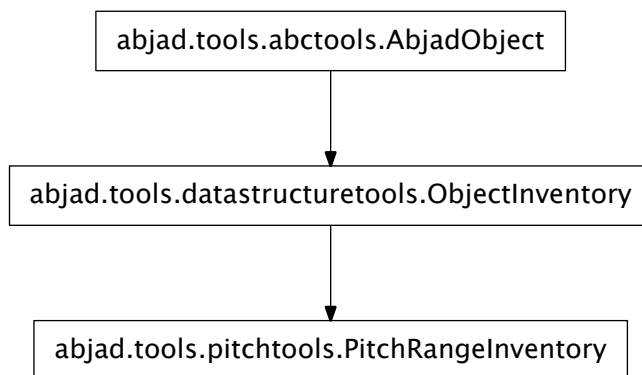 abjad.tools.abctools.AbjadObject
abjad.tools.datastructuretools.ObjectInventory
abjad.tools.pitchtools.PitchRangeInventory